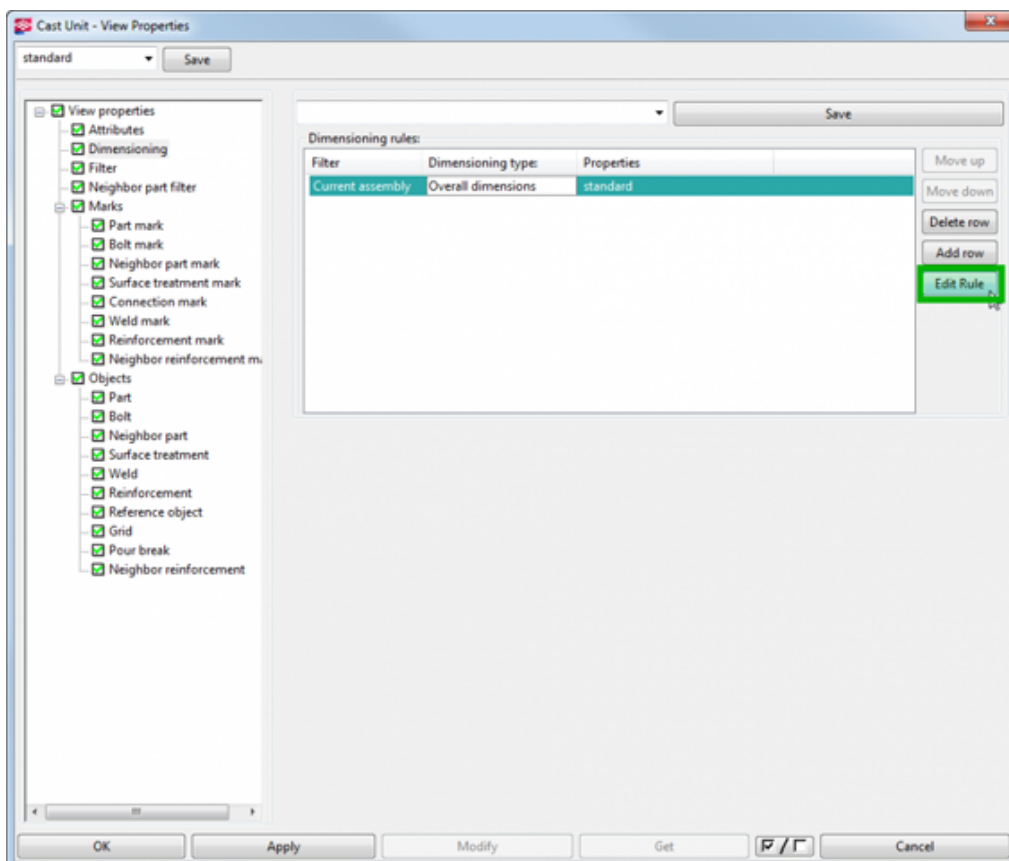 Cast Unit - View Properties
standard
Save
View properties
Attributes
Dimensioning
Filter
Neighbor part filter
Marks
Part mark
Bolt mark
Neighbor part mark
Surface treatment mark
Connection mark
Weld mark
Reinforcement mark
Neighbor reinforcement ma
Objects
Part
Bolt
Neighbor part
Surface treatment
Weld
Reinforcement
Reference object
Grid
Pour break
Neighbor reinforcement
Save
Dimensioning rules:
Filter Dimensioning type: Properties
Current assembly Overall dimensions standard
Move up
Move down
Delete row
Add row
Edit Rule
OK Apply Modify Get / Cancel